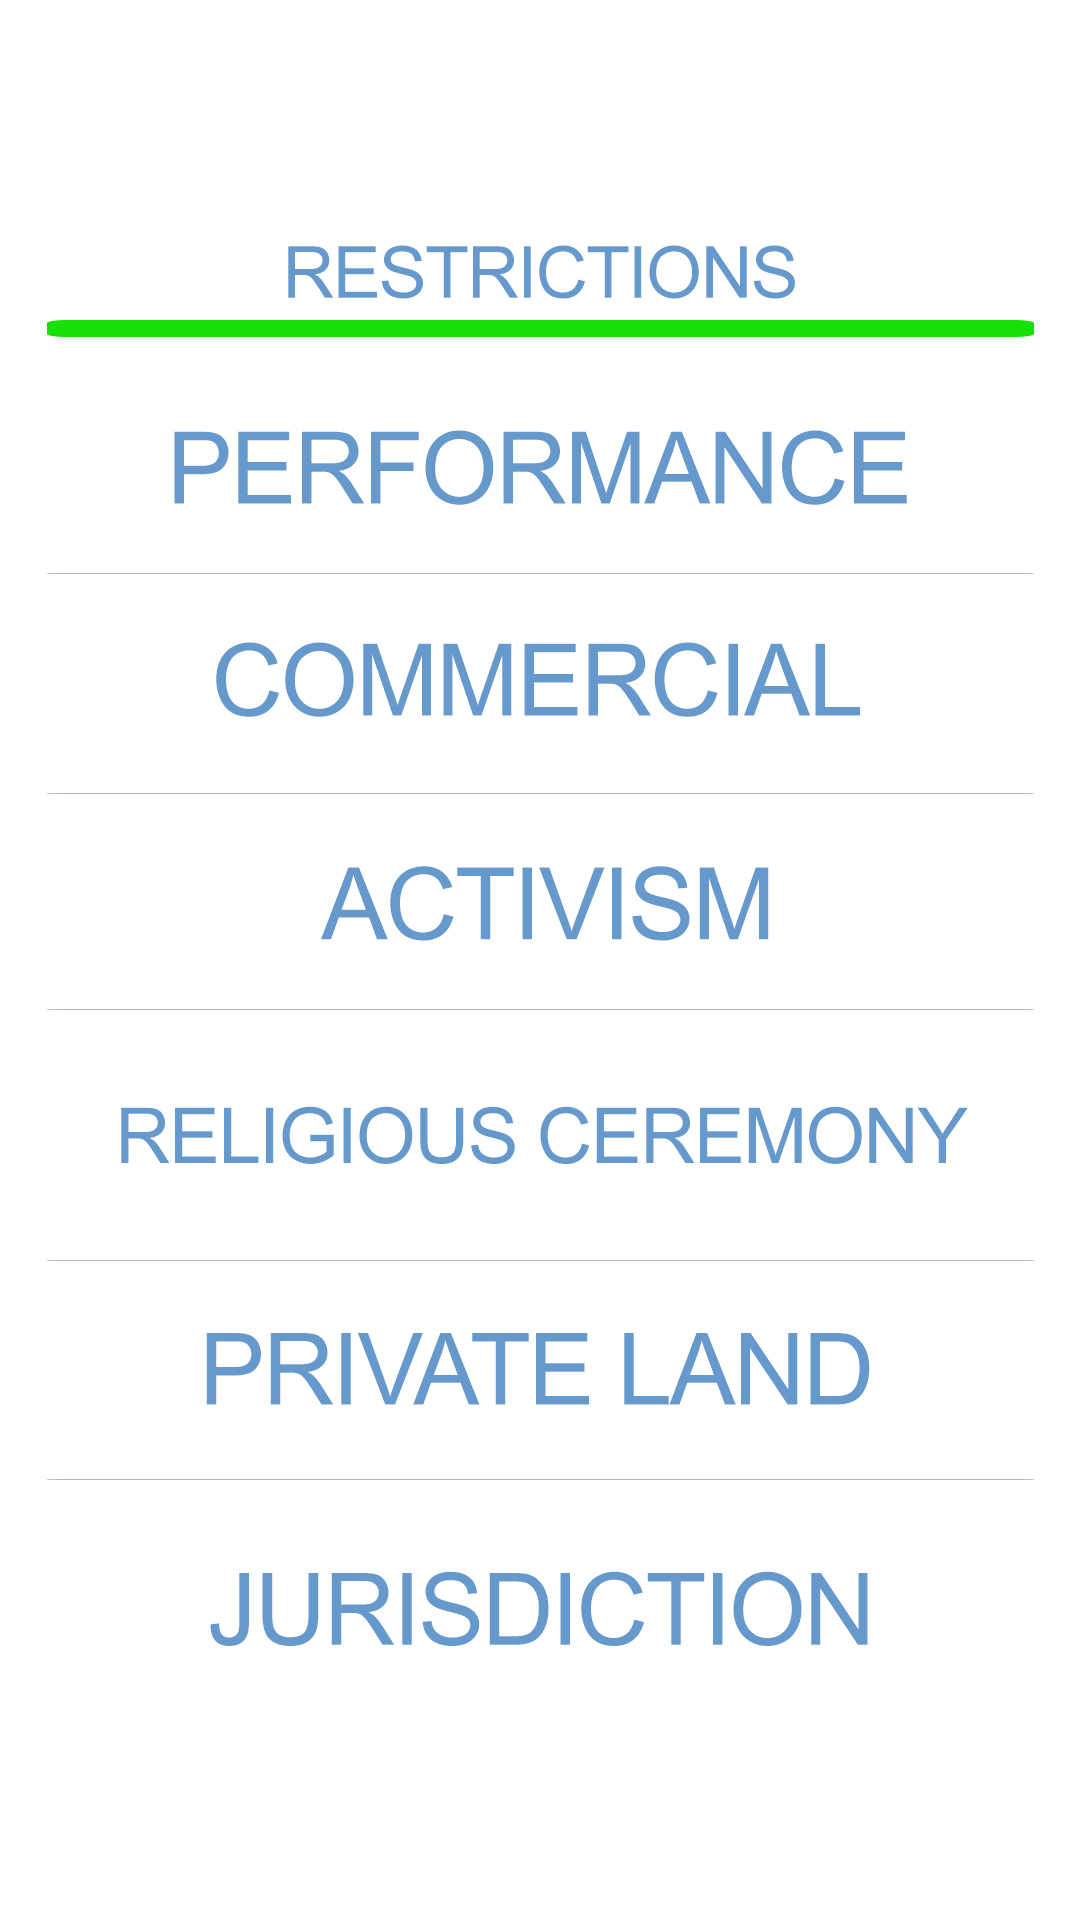 RESTRICTIONS
PERFORMANCE
COMMERCIAL
ACTIVISM
RELIGIOUS CEREMONY
PRIVATE LAND
JURISDICTION